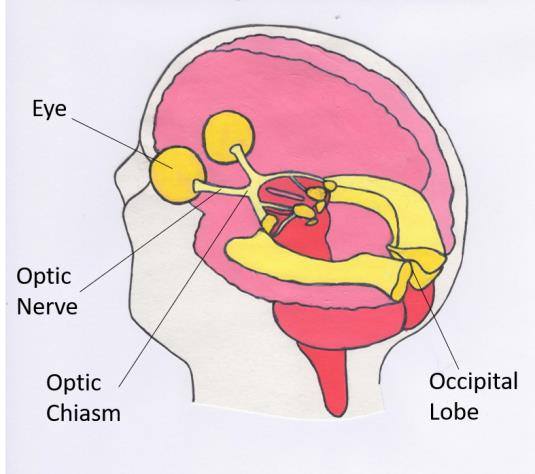 Eye
Optic
Nerve
Optic
Chiasm
Occipital
Lobe